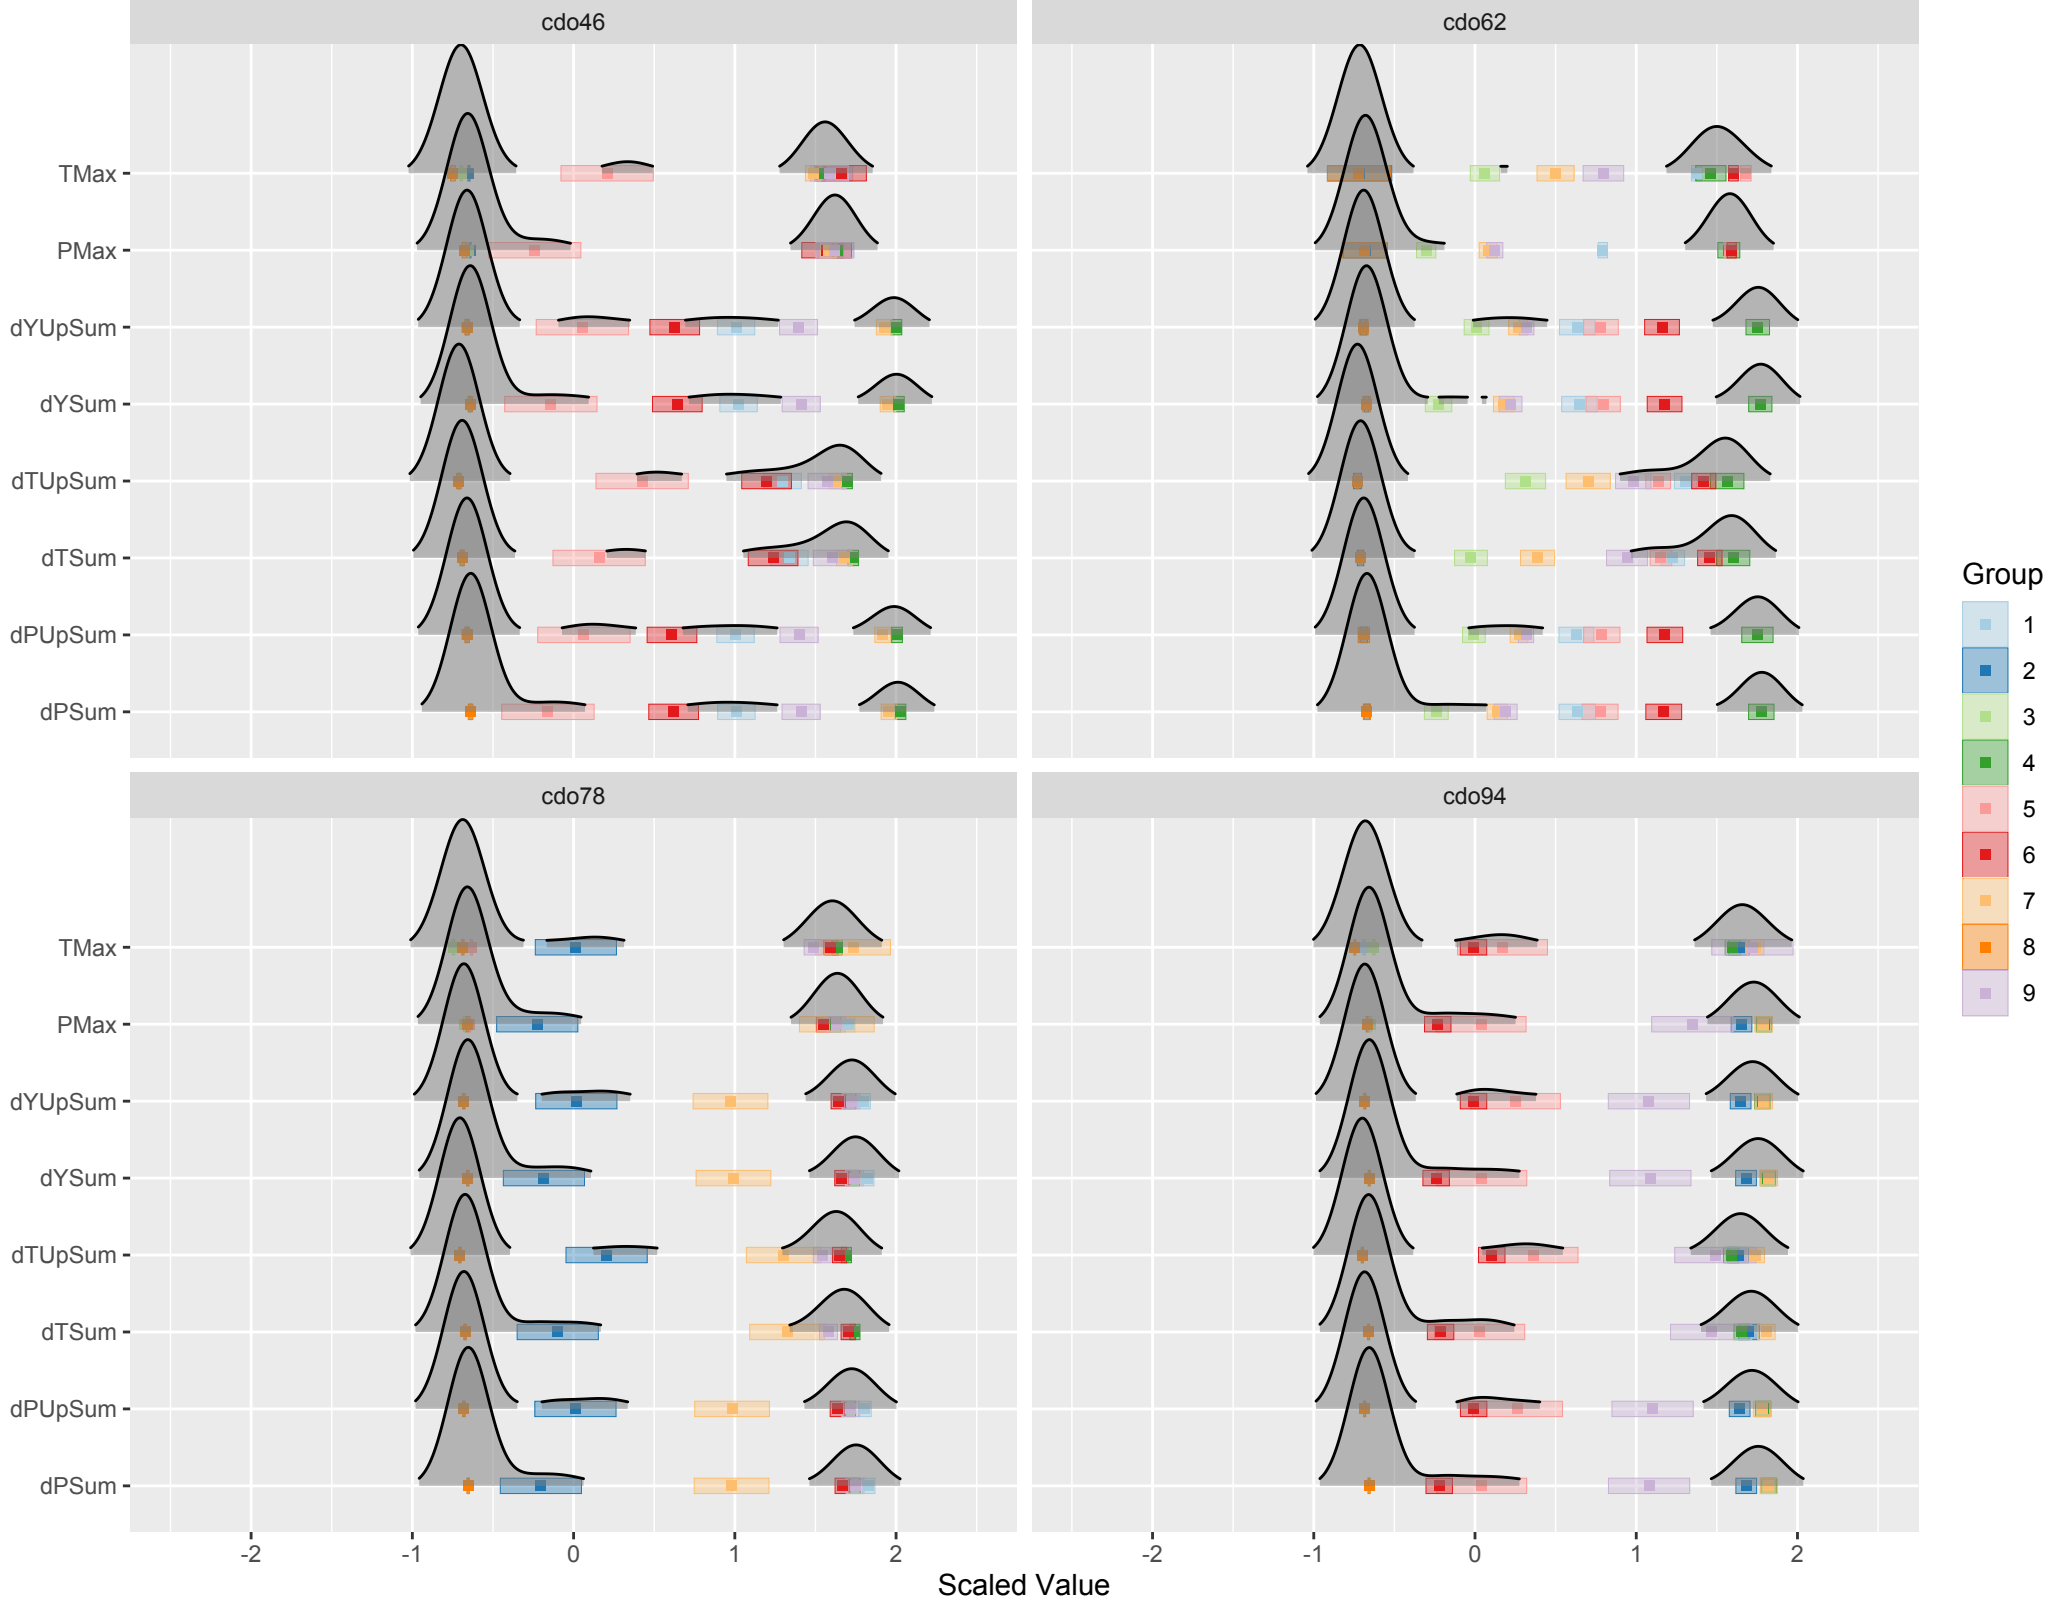 cdo46 cdo62
TMax
PMax
dYUpSum
dYSum
dTUpSum
dTSum
dPUpSum
dPSum
cdo78 cdo94
TMax
PMax
dYUpSum
dYSum
dTUpSum
dTSum
dPUpSum
dPSum
-2 -1 0 1 2 -2 -1 0 1 2
Scaled Value
Group
1
2
3
4
5
6
7
8
9